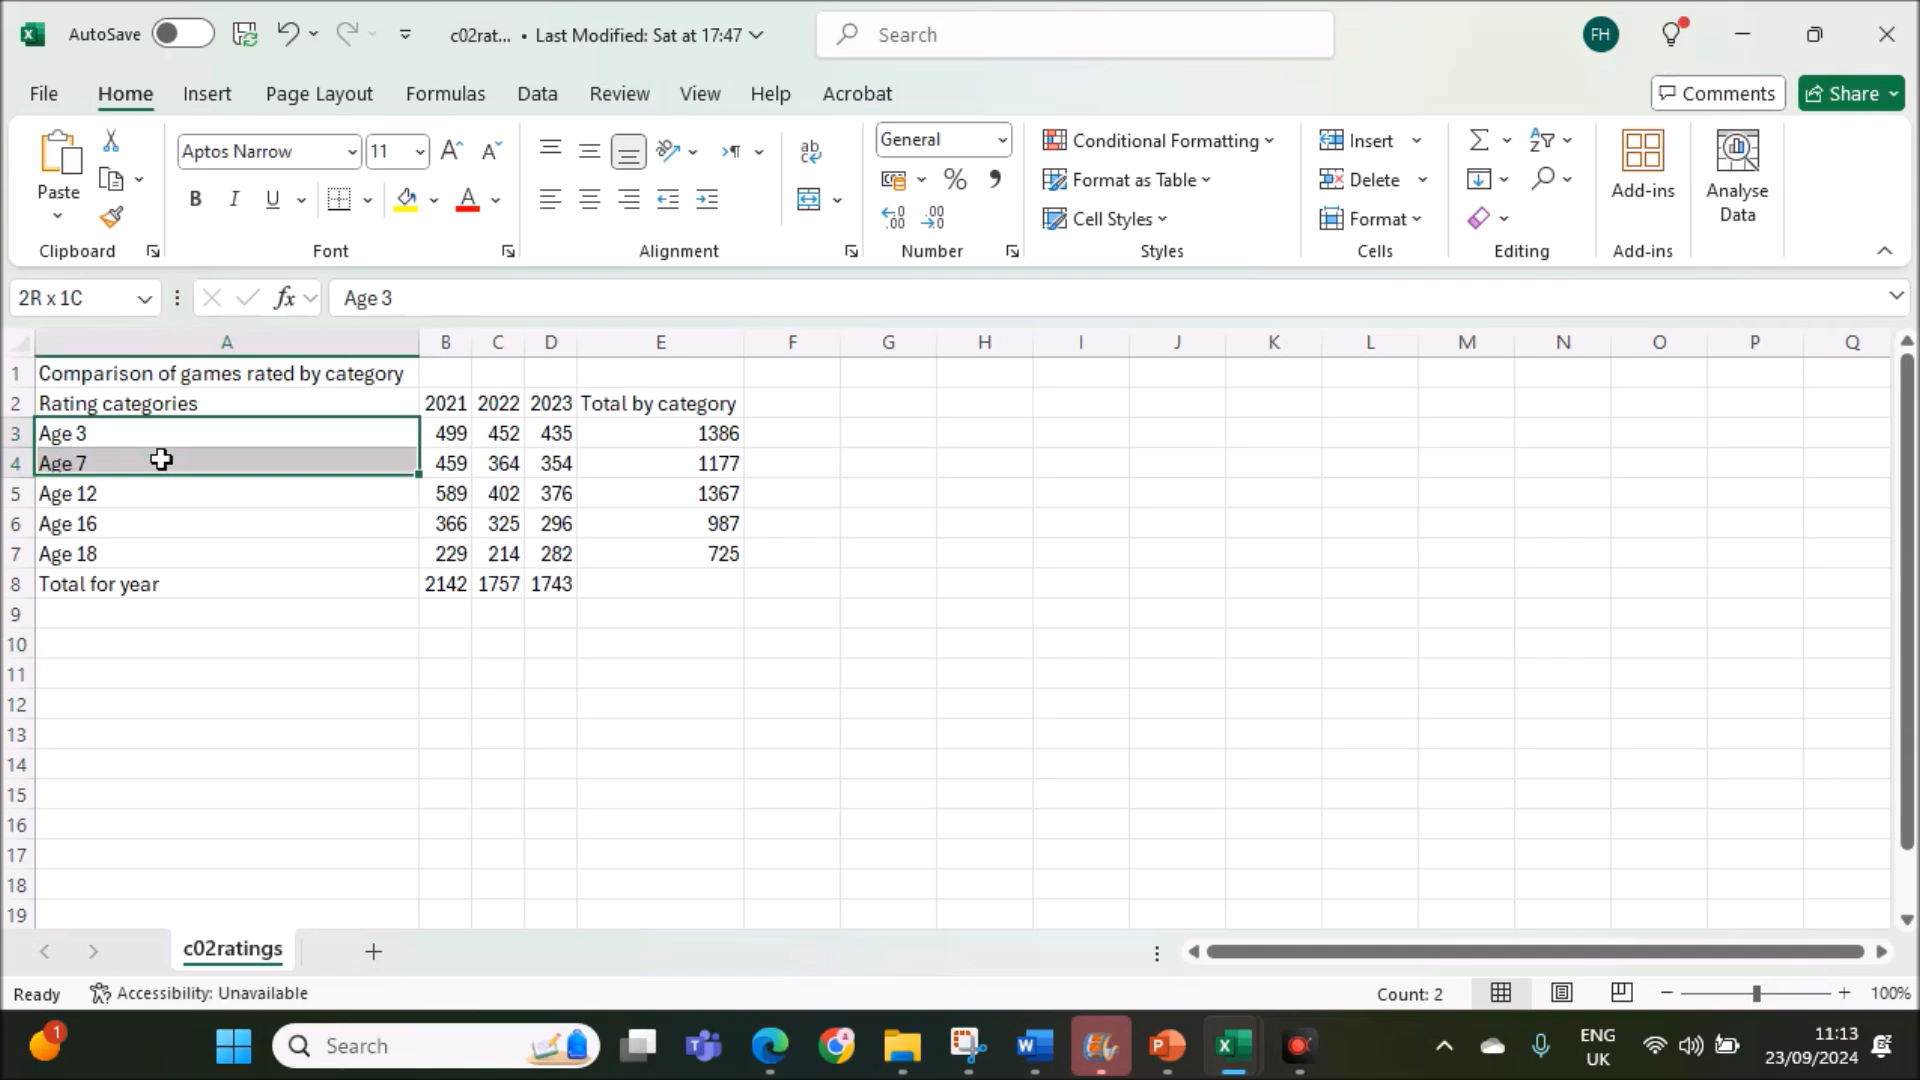 AutoSave c02rat... • Last Modified: Sat at 17:47 Search FH
File Home Insert Page Layout Formulas Data Review View Help Acrobat Comments Share
Paste Aptos Narrow 11 General Conditional Formatting Insert Add-ins Analyse Data
B I U Format as Table Delete
Cell Styles Format
Clipboard Font Alignment Number Styles Cells Editing Add-ins
2R x 1C fx Age 3
A B C D E F G H I J K L M N O P Q
1 Comparison of games rated by category
2 Rating categories 2021 2022 2023 Total by category
3 Age 3 499 452 435 1386
4 Age 7 459 364 354 1177
5 Age 12 589 402 376 1367
6 Age 16 366 325 296 987
7 Age 18 229 214 282 725
8 Total for year 2142 1757 1743
9
10
11
12
13
14
15
16
17
18
19
c02ratings
Ready Accessibility: Unavailable Count: 2 100%
1 Search ENG UK 11:13
23/09/2024